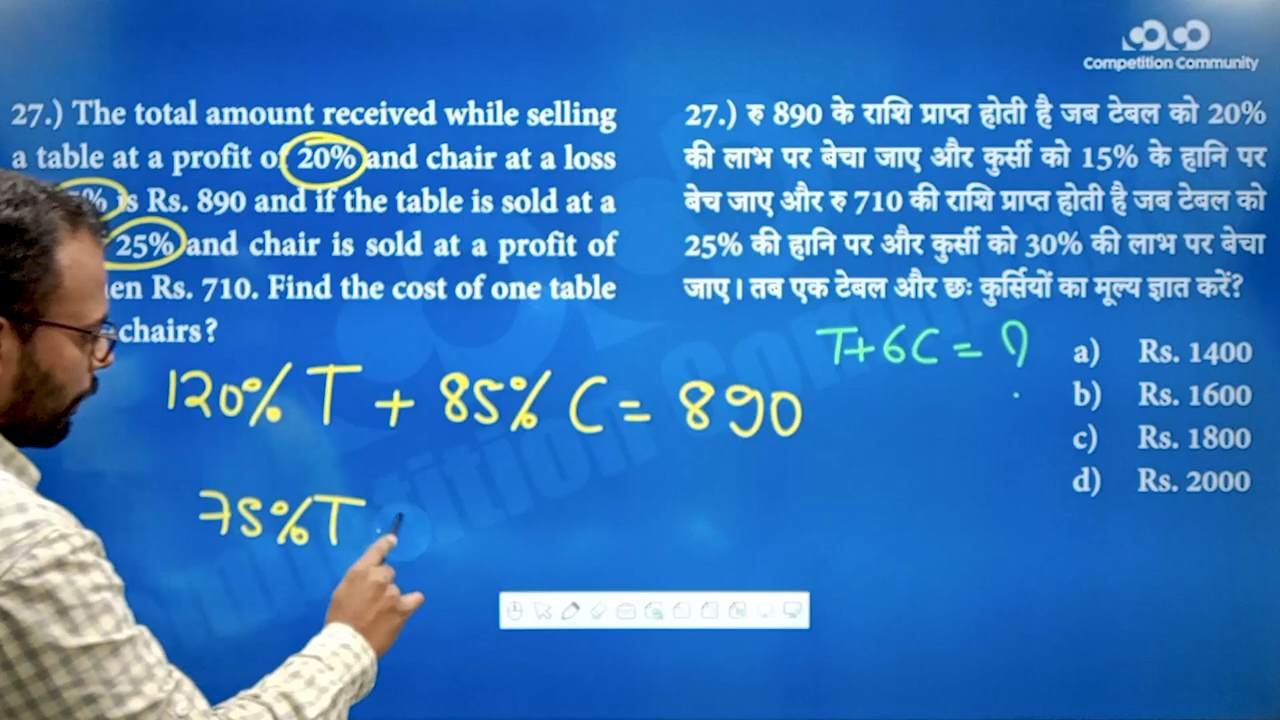 Competition Community
27.) The total amount received while selling
a table at a profit of 20% and chair at a loss
% is Rs. 890 and if the table is sold at a
25% and chair is sold at a profit of
Rs. 710. Find the cost of one table
chairs?
27.) रु 890 के राशि प्राप्त होती है जब टेबल को 20%
की लाभ पर बेचा जाए और कुर्सी को 15% के हानि पर
बेच जाए और रु 710 की राशि प्राप्त होती है जब टेबल को
25% की हानि पर और कुर्सी को 30% की लाभ पर बेचा
जाए। तब एक टेबल और छः कुर्सियों का मूल्य ज्ञात करें?
T+6C = ?
a) Rs. 1400
b) Rs. 1600
c) Rs. 1800
d) Rs. 2000
120% T + 85% C = 890
75% T